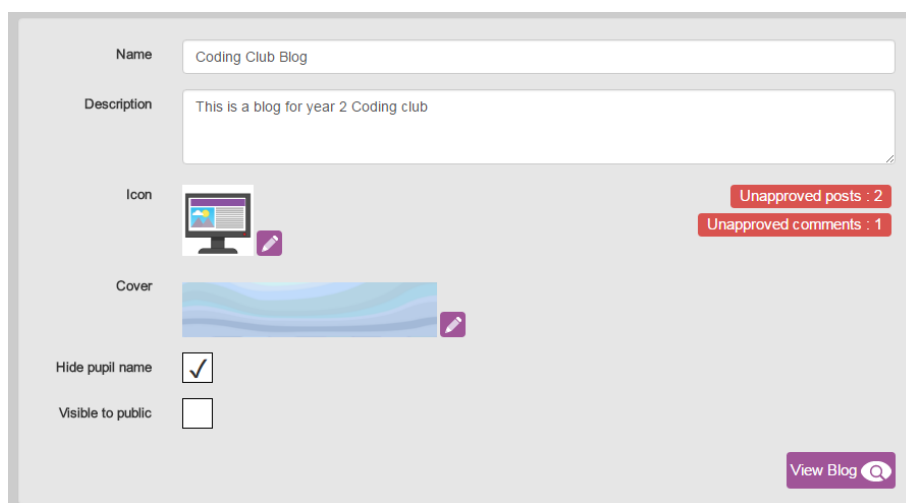 Name
Coding Club Blog
Description
This is a blog for year 2 Coding club
Icon
Unapproved posts : 2
Unapproved comments : 1
Cover
Hide pupil name
Visible to public
View Blog